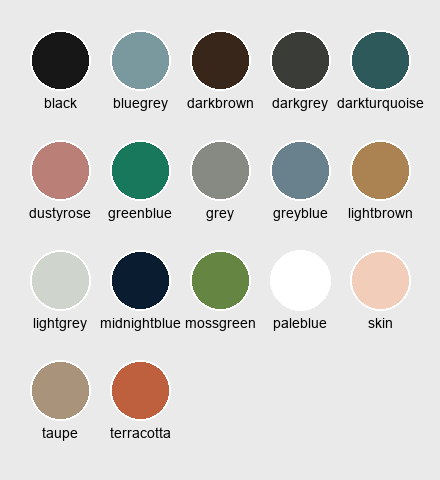 black bluegrey darkbrown darkgrey darkturquoise
dustyrose greenblue grey greyblue lightbrown
lightgrey midnightblue mossgreen paleblue skin
taupe terracotta